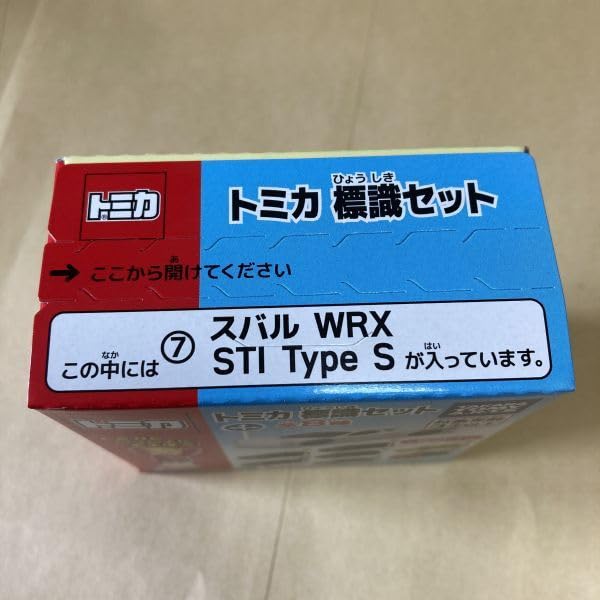 トミカ
トミカ 標識セット
ひょう しき
→ ここから開けてください
あ
この中には ⑦ スバル WRX
STI Type S が入っています。
なか
はい
トミカ
トミカ 標識セット